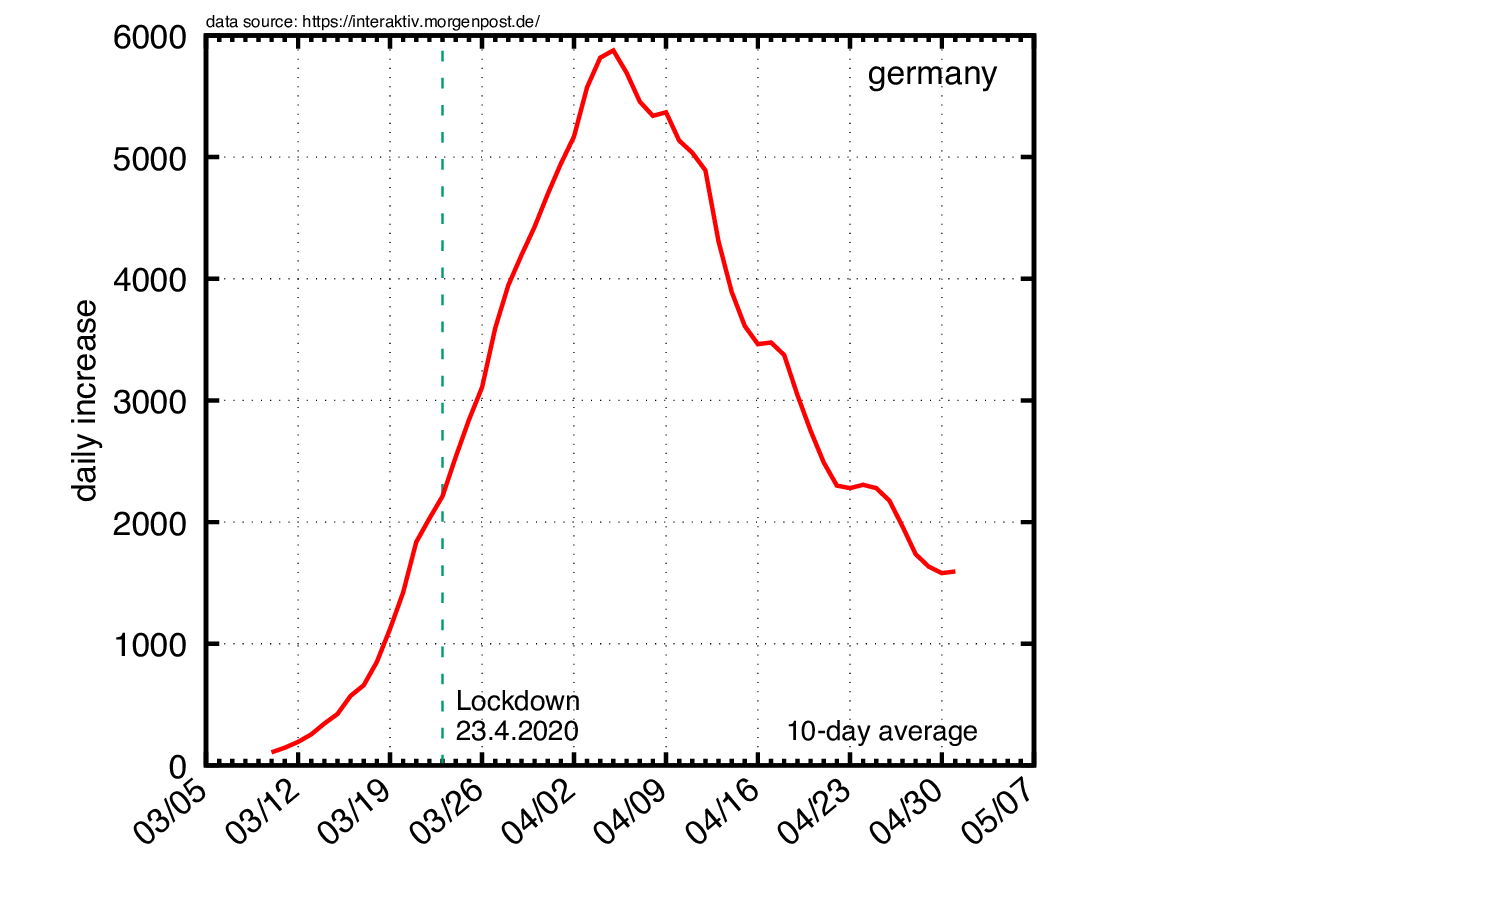 data source: https://interaktiv.morgenpost.de/
6000
germany
5000
4000
daily increase
3000
2000
1000
Lockdown
23.4.2020
10-day average
0
03/05 03/12 03/19 03/26 04/02 04/09 04/16 04/23 04/30 05/07